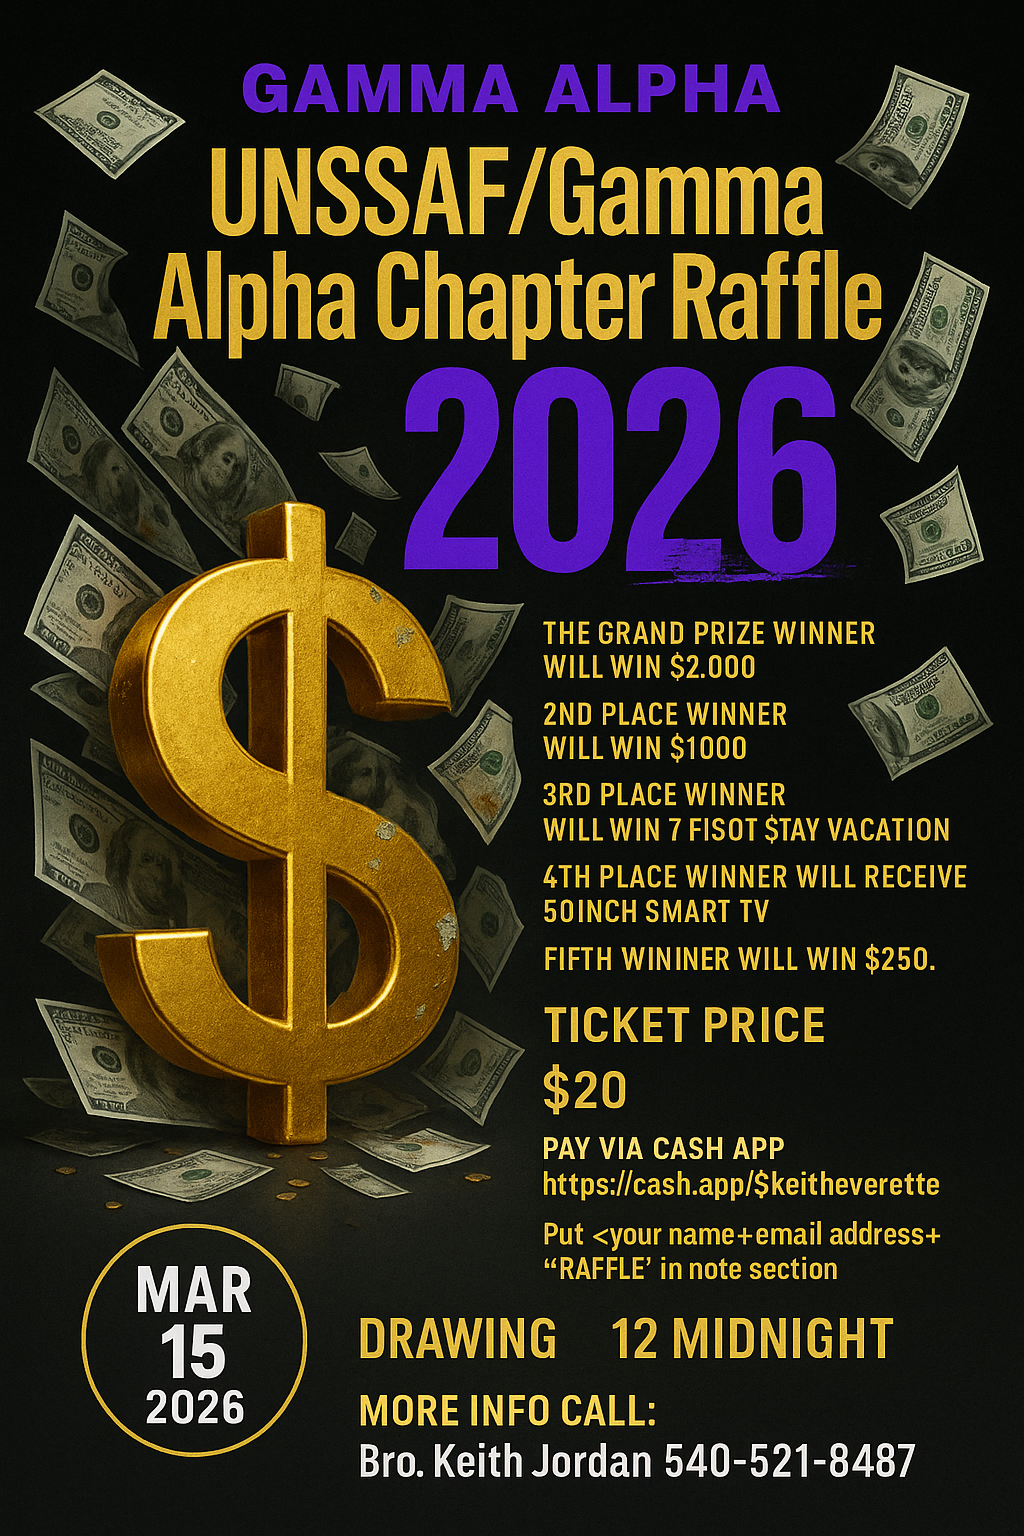 GAMMA ALPHA
UNSSAF/Gamma
Alpha Chapter Raffle
2026
THE GRAND PRIZE WINNER
WILL WIN $2.000
2ND PLACE WINNER
WILL WIN $1000
3RD PLACE WINNER
WILL WIN 7 FISOT $TAY VACATION
4TH PLACE WINNER WILL RECEIVE
50INCH SMART TV
FIFTH WININER WILL WIN $250.
TICKET PRICE
$20
PAY VIA CASH APP
https://cash.app/$keitheverette
Put <your name+email address+
“RAFFLE’ in note section
MAR
15
2026
DRAWING 12 MIDNIGHT
MORE INFO CALL:
Bro. Keith Jordan 540-521-8487